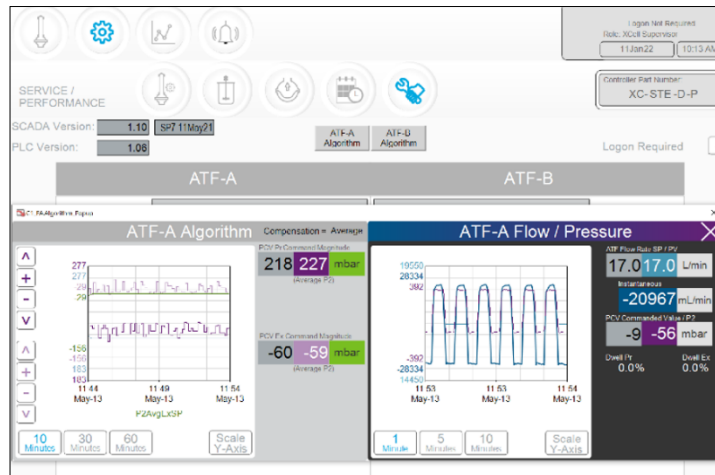 Logon Not Required
Role: XCell Supervisor
11Jan22
10:13 AM
SERVICE /
PERFORMANCE
Controller Part Number:
XC-STE-D-P
SCADA Version:
1.10
SP7 11May21
PLC Version:
1.06
ATF-A
Algorithm
ATF-B
Algorithm
Logon Required
ATF-A
ATF-B
ATF-A Algorithm
Compensation = Average
ATF-A Flow / Pressure
X
^
+
-
v
^
+
-
v
277
277
29
29
-156
-156
183
183
11 44
May-13
11 49
May-13
11 54
May-13
P2AvgExSP
PCV Pr Command Magnitude
218
227
mbar
(Average P2)
PCV Ex Command Magnitude
-60
-59
mbar
(Average P2)
10
Minutes
30
Minutes
60
Minutes
Scale
Y-Axis
19550
28334
392
-392
-28334
14450
11 53
May-13
11 53
May-13
11 54
May-13
1
Minute
5
Minutes
10
Minutes
Scale
Y-Axis
ATF Flow Rate SP / PV
17.0
17.0
L/min
Instantaneous
-20967
mL/min
PCV Commanded Value / P2
-9
-56
mbar
Dwell Pr
0.0%
Dwell Ex
0.0%